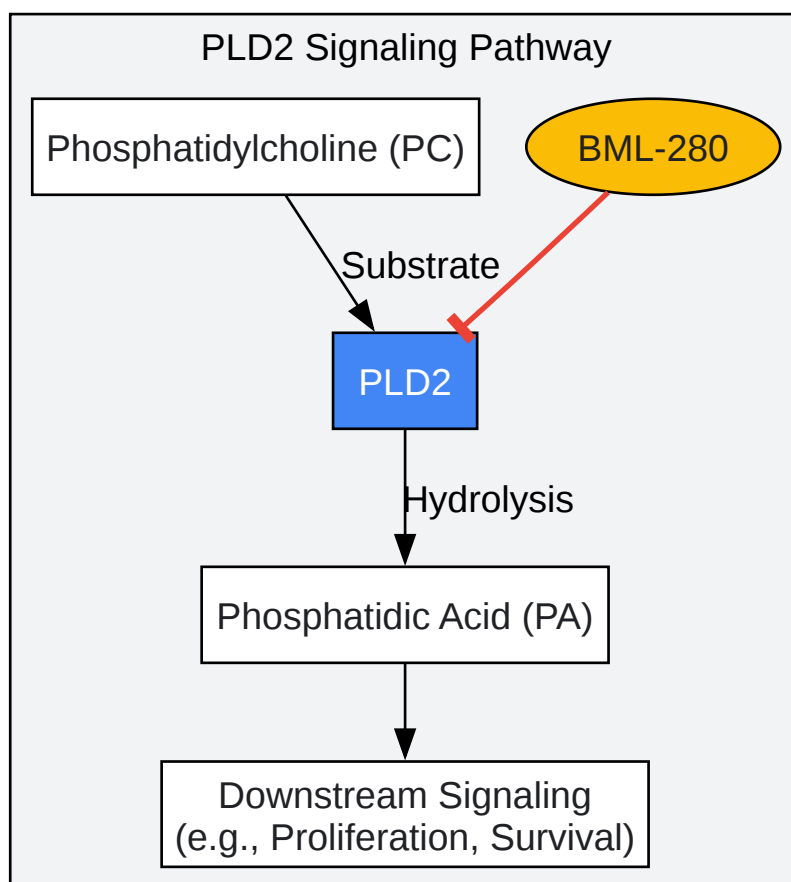 PLD2 Signaling Pathway
Phosphatidylcholine (PC)
BML-280
Substrate
PLD2
Hydrolysis
Phosphatidic Acid (PA)
Downstream Signaling
(e.g., Proliferation, Survival)